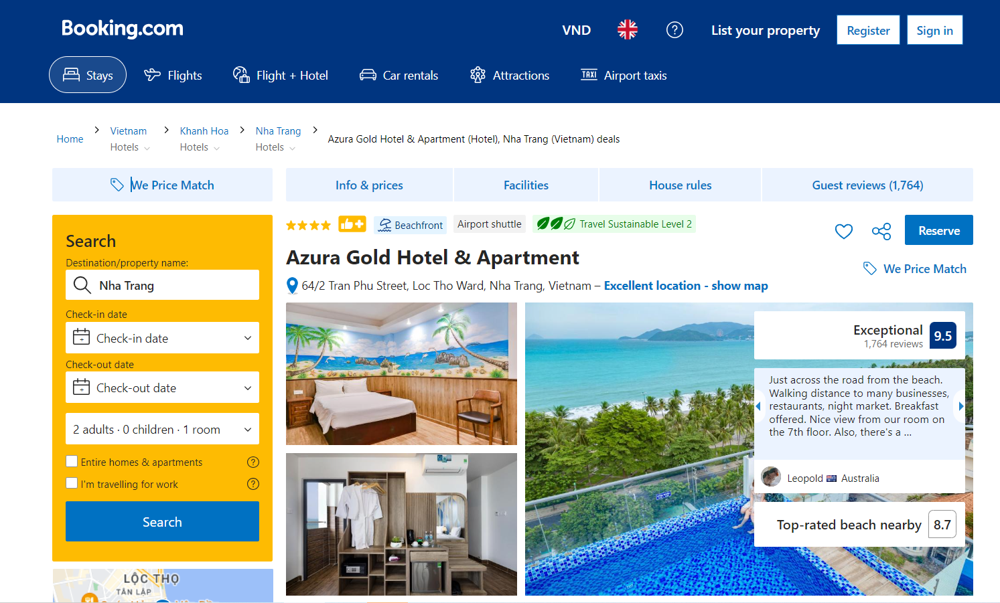 Booking.com
VND
List your property
Register
Sign in
Stays
Flights
Flight + Hotel
Car rentals
Attractions
TAXI
Airport taxis
Home
Vietnam
Hotels
Khanh Hoa
Hotels
Nha Trang
Hotels
Azura Gold Hotel & Apartment (Hotel), Nha Trang (Vietnam) deals
We Price Match
Info & prices
Facilities
House rules
Guest reviews (1,764)
Search
Destination/property name:
Nha Trang
Check-in date
Check-in date
Check-out date
Check-out date
2 adults · 0 children · 1 room
Entire homes & apartments
I'm travelling for work
Search
LỘC THỌ
TÂN LẬP
Beachfront
Airport shuttle
Travel Sustainable Level 2
Reserve
Azura Gold Hotel & Apartment
We Price Match
64/2 Tran Phu Street, Loc Tho Ward, Nha Trang, Vietnam – Excellent location - show map
Exceptional
1,764 reviews
9.5
Just across the road from the beach.
Walking distance to many businesses,
restaurants, night market. Breakfast
offered. Nice view from our room on
the 7th floor. Also, there's a ...
Leopold
Australia
Top-rated beach nearby
8.7